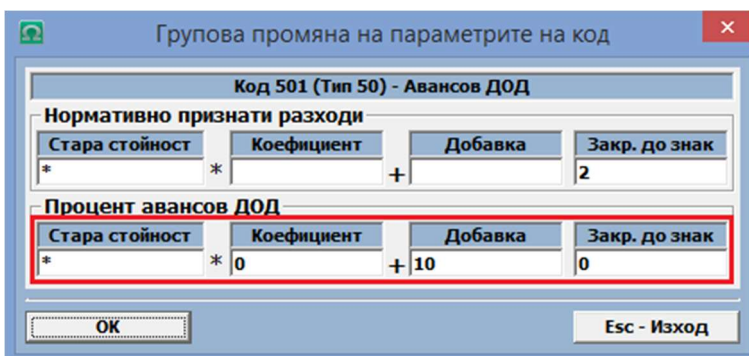 Групова промяна на параметрите на код
Код 501 (Тип 50) - Авансов ДОД
Нормативно признати разходи
Стара стойност Коефициент Добавка Закр. до знак
* * + 2
Процент авансов ДОД
Стара стойност Коефициент Добавка Закр. до знак
* * 0 + 10 0
ОК Esc - Изход